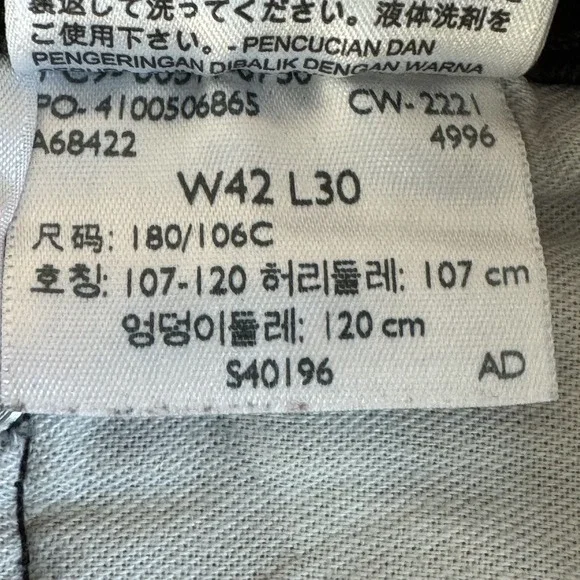 裏返して洗ってください。液体洗剤を
ご使用下さい。- PENCUCIAN DAN
PENGERINGAN DIBALIK DENGAN WARNA
PO- 4100506865 CW- 2221
A68422 4996
W42 L30
尺码: 180/106C
호칭: 107-120 허리둘레: 107 cm
엉덩이둘레: 120 cm
S40196 AD